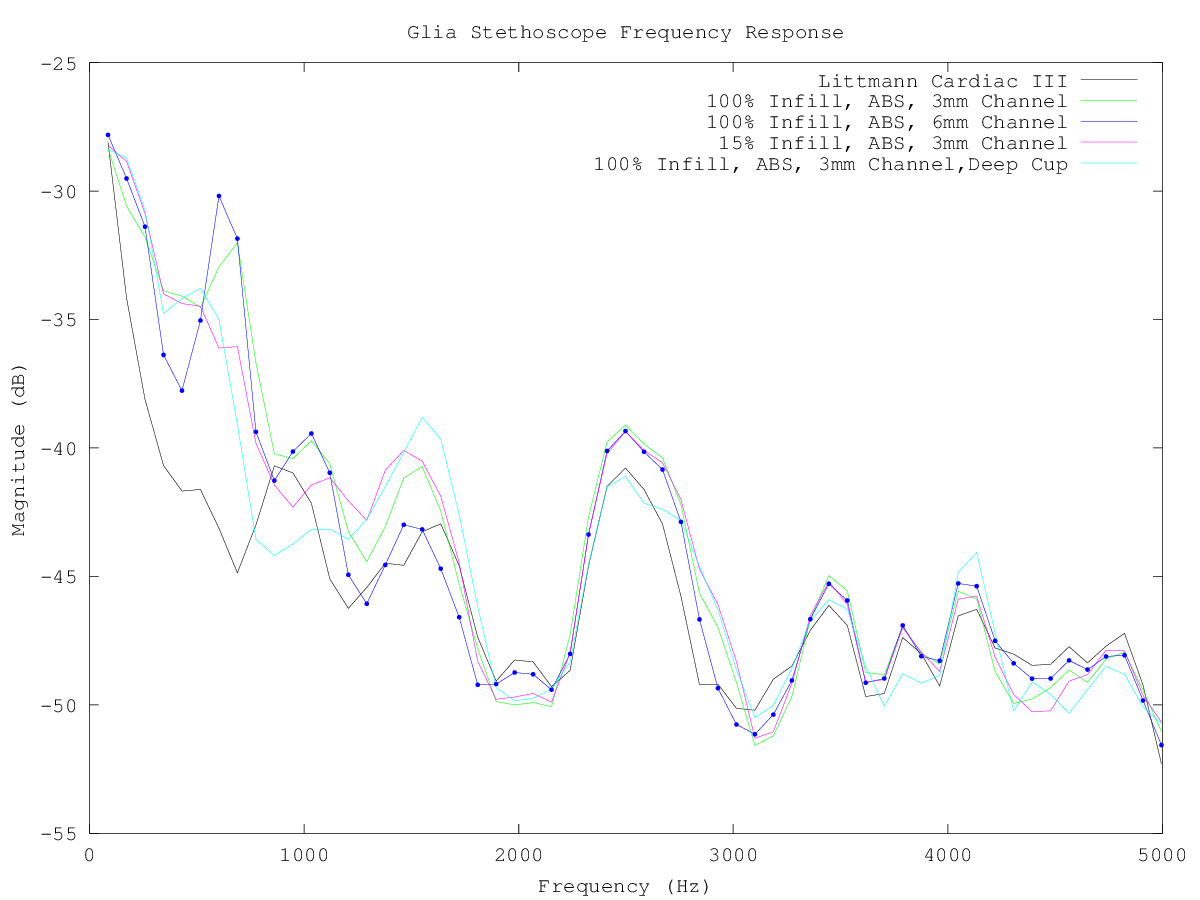 Glia Stethoscope Frequency Response
-25
Littmann Cardiac III
100% Infill, ABS, 3mm Channel
100% Infill, ABS, 6mm Channel
15% Infill, ABS, 3mm Channel
100% Infill, ABS, 3mm Channel,Deep Cup
-30
-35
-40
-45
-50
-55
Magnitude (dB)
0 1000 2000 3000 4000 5000
Frequency (Hz)